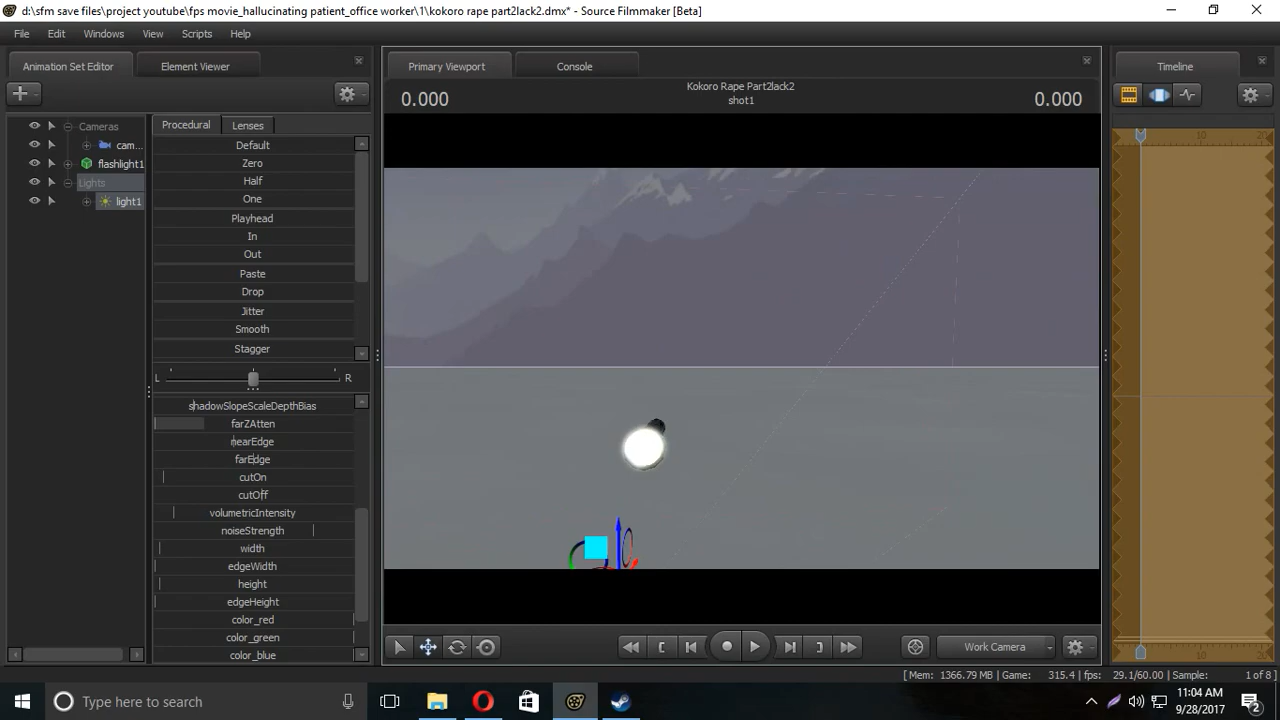 d:\sfm save files\project youtube\fps movie_hallucinating patient_office worker\1\kokoro rape part2lack2.dmx* - Source Filmmaker [Beta]
File Edit Windows View Scripts Help
Animation Set Editor
Element Viewer
Primary Viewport
Console
Timeline
0.000
Kokoro Rape Part2lack2
shot1
0.000
Cameras
cam...
flashlight1
Lights
light1
Procedural
Lenses
Default
Zero
Half
One
Playhead
In
Out
Paste
Drop
Jitter
Smooth
Stagger
L
R
shadowSlopeScaleDepthBias
farZAtten
nearEdge
farEdge
cutOn
cutOff
volumetricIntensity
noiseStrength
width
edgeWidth
height
edgeHeight
color_red
color_green
color_blue
10
20
Work Camera
10
20
[Mem: 1366.79 MB | Game: 315.4 | fps: 29.1/60.00 | Sample: 1 of 8 ]
Type here to search
11:04 AM
9/28/2017
2